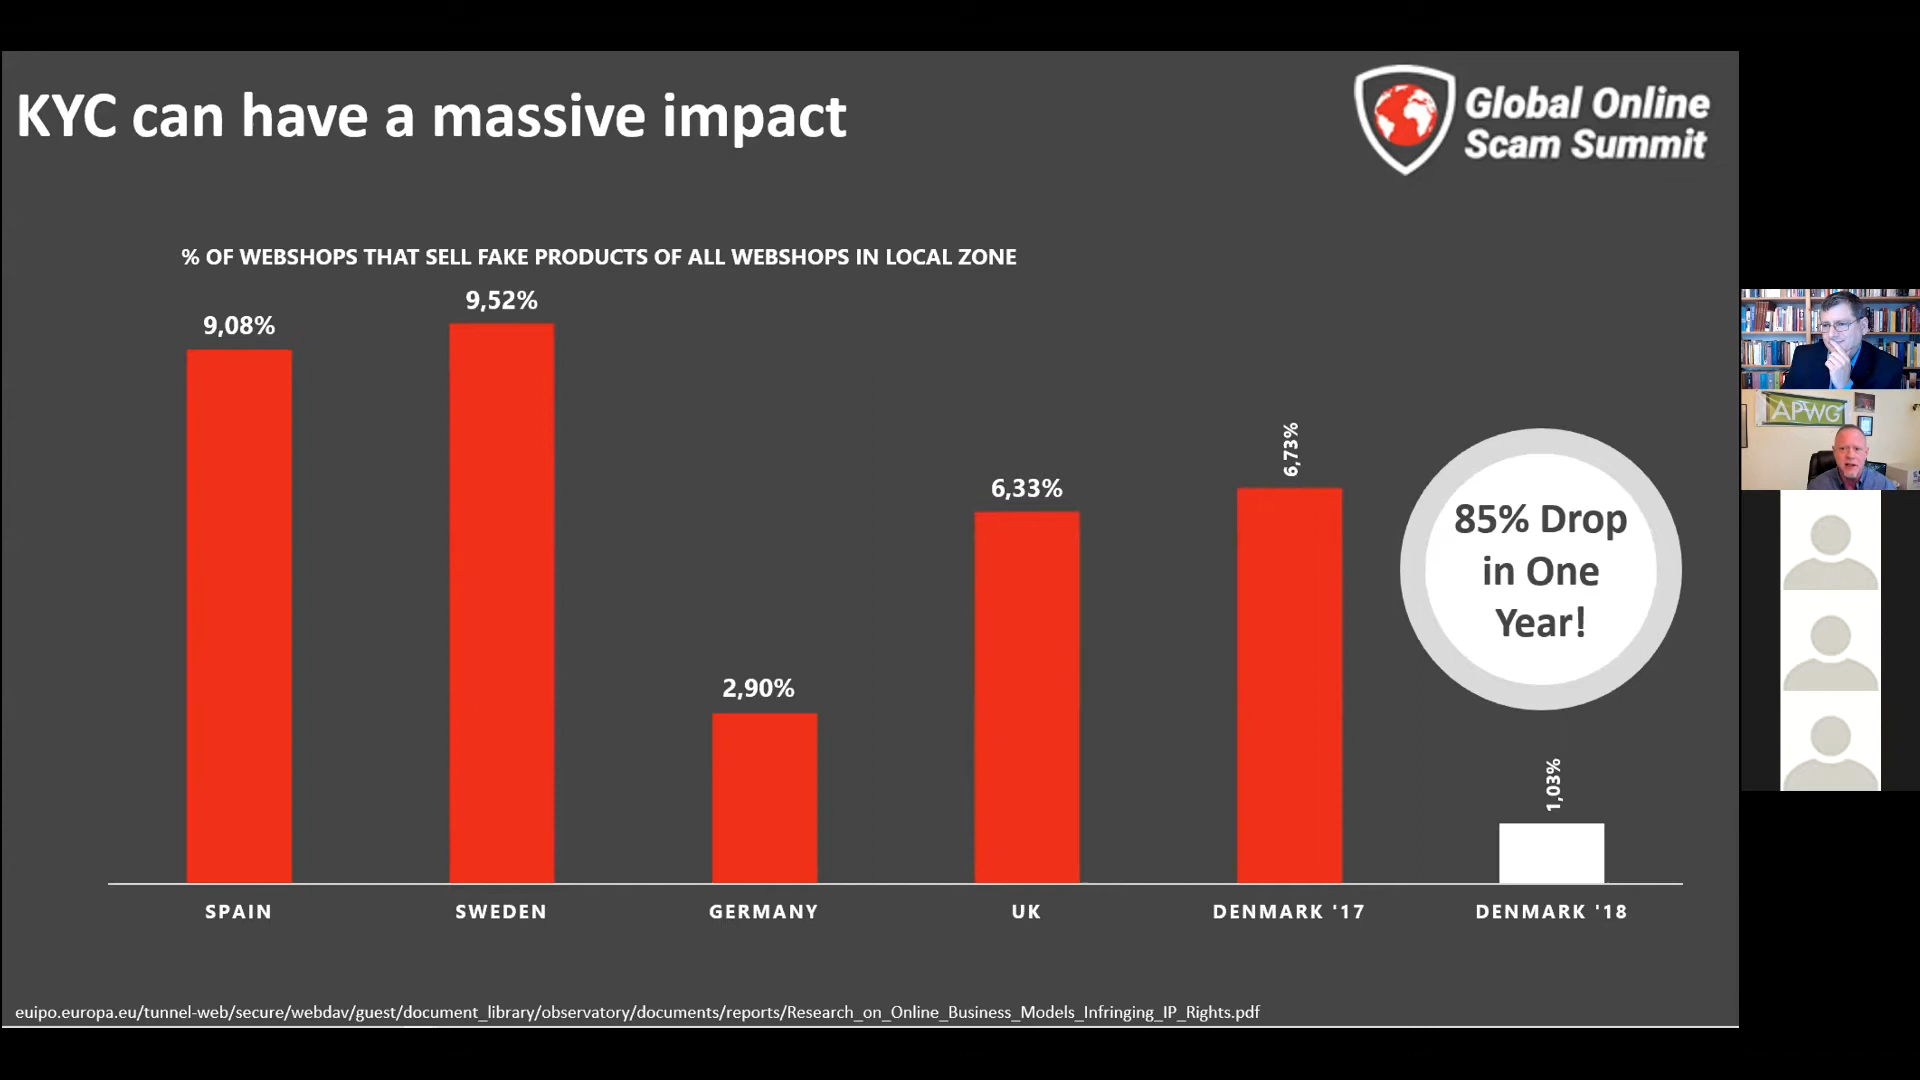 KYC can have a massive impact
Global Online
Scam Summit
% OF WEBSHOPS THAT SELL FAKE PRODUCTS OF ALL WEBSHOPS IN LOCAL ZONE
9,08%
9,52%
2,90%
6,33%
6,73%
1,03%
85% Drop
in One
Year!
SPAIN
SWEDEN
GERMANY
UK
DENMARK '17
DENMARK '18
euipo.europa.eu/tunnel-web/secure/webdav/guest/document_library/observatory/documents/reports/Research_on_Online_Business_Models_Infringing_IP_Rights.pdf
APWG